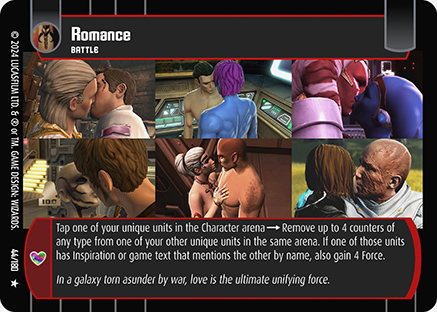 Romance
BATTLE
© 2024 LUCASFILM LTD. & ® or TM. GAME DESIGN: WIZARDS.
44/180
Tap one of your unique units in the Character arena → Remove up to 4 counters of
any type from one of your other unique units in the same arena. If one of those units
has Inspiration or game text that mentions the other by name, also gain 4 Force.
In a galaxy torn asunder by war, love is the ultimate unifying force.